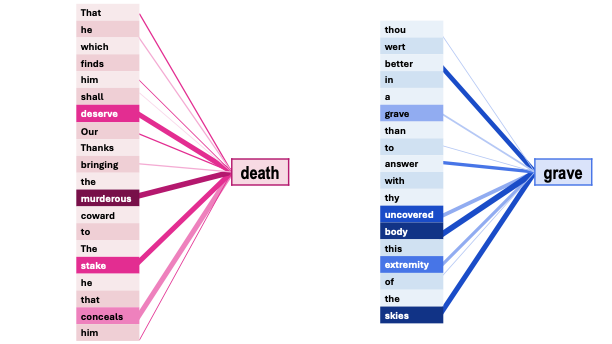 That
he
which
finds
him
shall
deserve
Our
Thanks
bringing
the
murderous
coward
to
The
stake
he
that
conceals
him
death
thou
wert
better
in
a
grave
than
to
answer
with
thy
uncovered
body
this
extremity
of
the
skies
grave